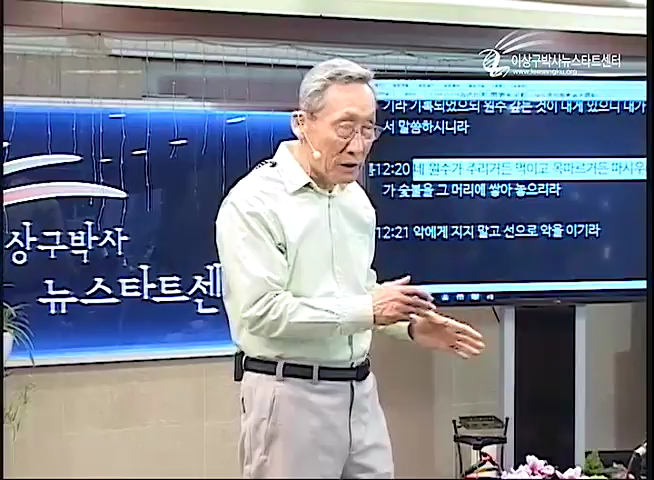 이상구박사뉴스타트센터
www.leesangku.org
기라 기록되었으되 원수 갚는 것이 내게 있으니 내가
서 말씀하시니라
12:20 네 원수가 주리거든 먹이고 목마르거든 마시우
가 숯불을 그 머리에 쌓아 놓으리라
12:21 악에게 지지 말고 선으로 악을 이기라
상구박사
뉴스타트센